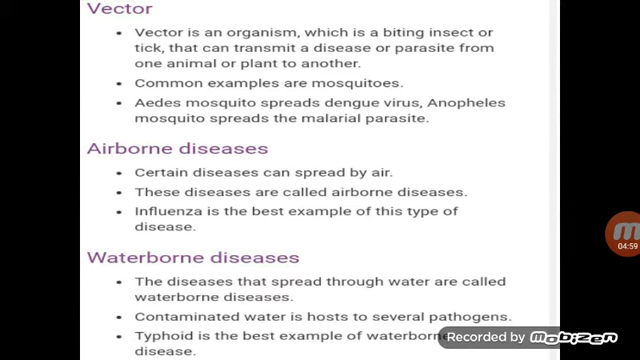 Vector
• Vector is an organism, which is a biting insect or
tick, that can transmit a disease or parasite from
one animal or plant to another.
• Common examples are mosquitoes.
• Aedes mosquito spreads dengue virus, Anopheles
mosquito spreads the malarial parasite.
Airborne diseases
• Certain diseases can spread by air.
• These diseases are called airborne diseases.
• Influenza is the best example of this type of
disease.
Waterborne diseases
• The diseases that spread through water are called
waterborne diseases.
• Contaminated water is hosts to several pathogens.
• Typhoid is the best example of waterborne
disease.
04:59
Recorded by mobizen